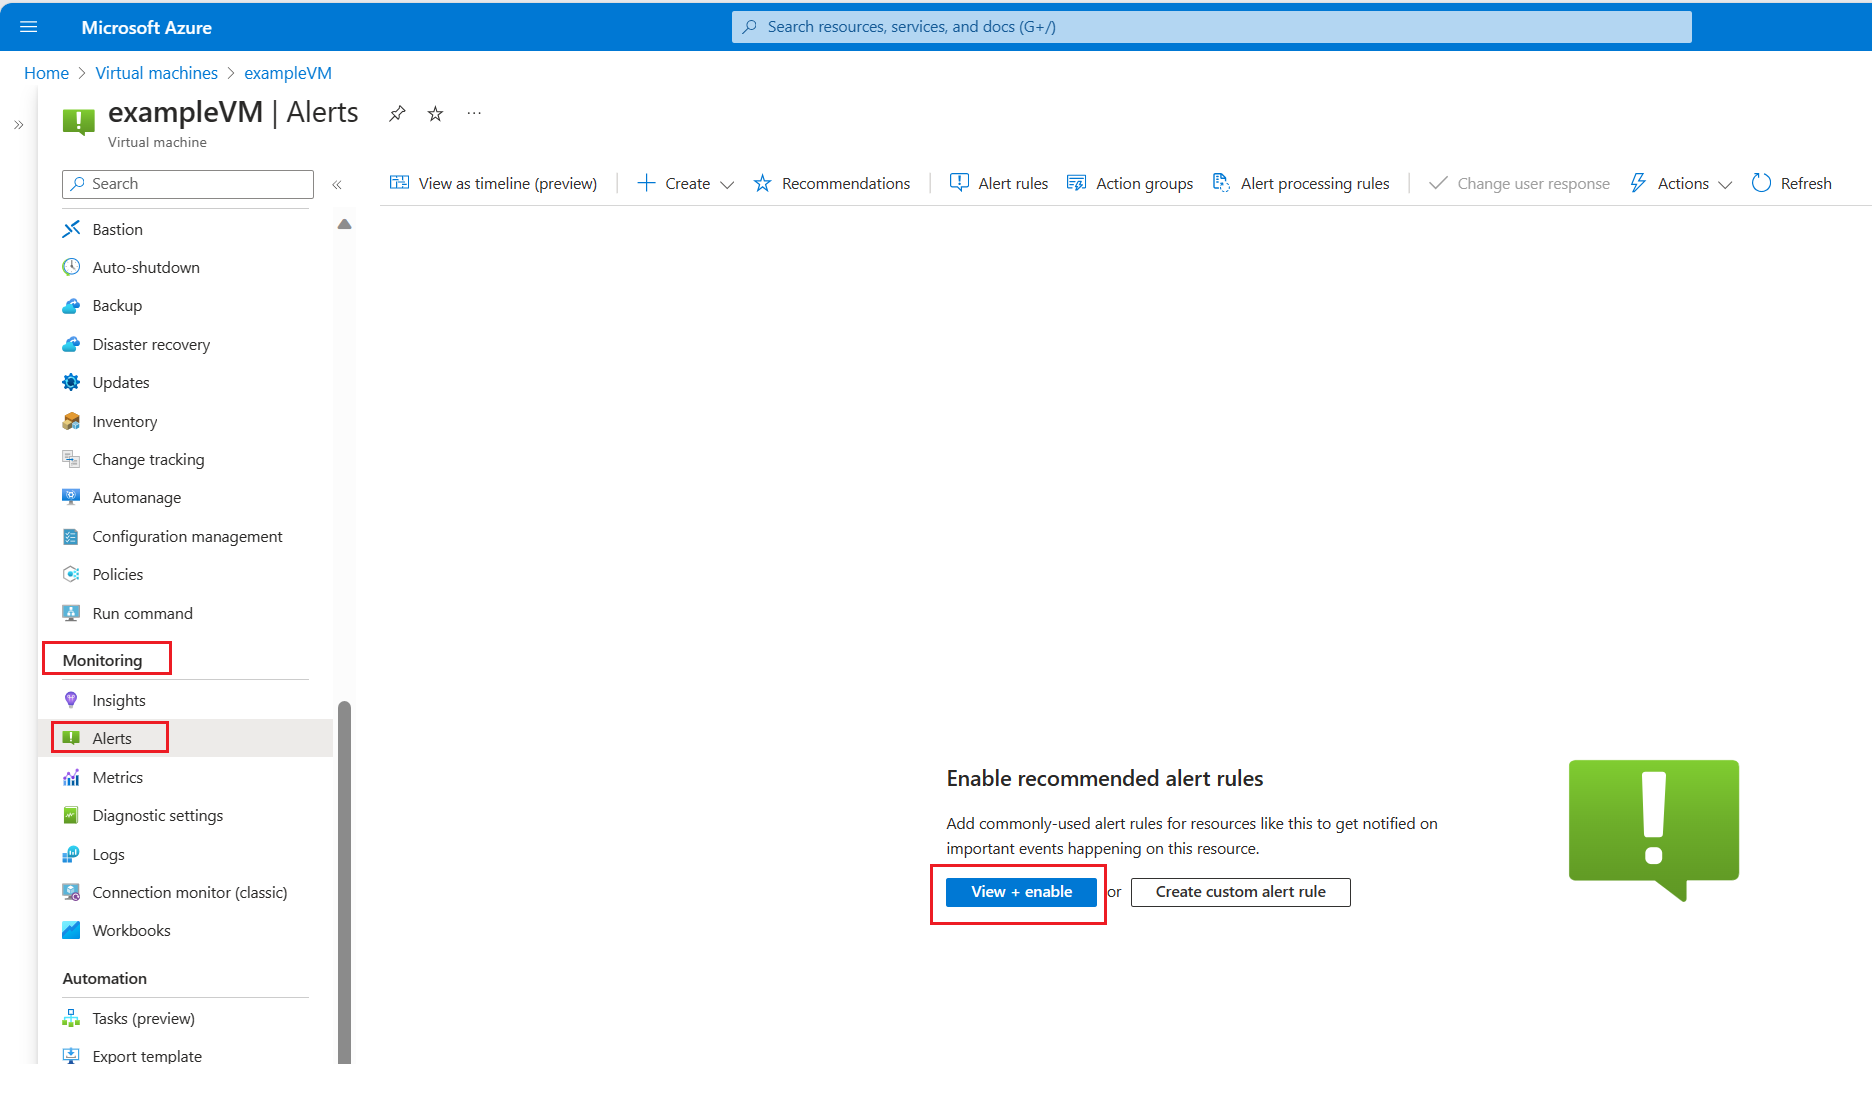 Microsoft Azure
Search resources, services, and docs (G+/)
Home > Virtual machines > exampleVM
exampleVM | Alerts
Virtual machine
Search
View as timeline (preview)
Create
Recommendations
Alert rules
Action groups
Alert processing rules
Change user response
Actions
Refresh
Bastion
Auto-shutdown
Backup
Disaster recovery
Updates
Inventory
Change tracking
Automanage
Configuration management
Policies
Run command
Monitoring
Insights
Alerts
Metrics
Diagnostic settings
Logs
Connection monitor (classic)
Workbooks
Automation
Tasks (preview)
Export template
Enable recommended alert rules
Add commonly-used alert rules for resources like this to get notified on
important events happening on this resource.
View + enable or Create custom alert rule